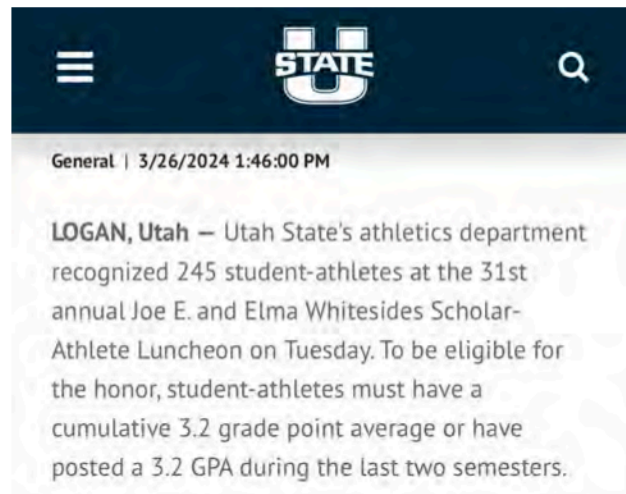 STATE
General | 3/26/2024 1:46:00 PM
LOGAN, Utah — Utah State's athletics department
recognized 245 student-athletes at the 31st
annual Joe E. and Elma Whitesides Scholar-
Athlete Luncheon on Tuesday. To be eligible for
the honor, student-athletes must have a
cumulative 3.2 grade point average or have
posted a 3.2 GPA during the last two semesters.